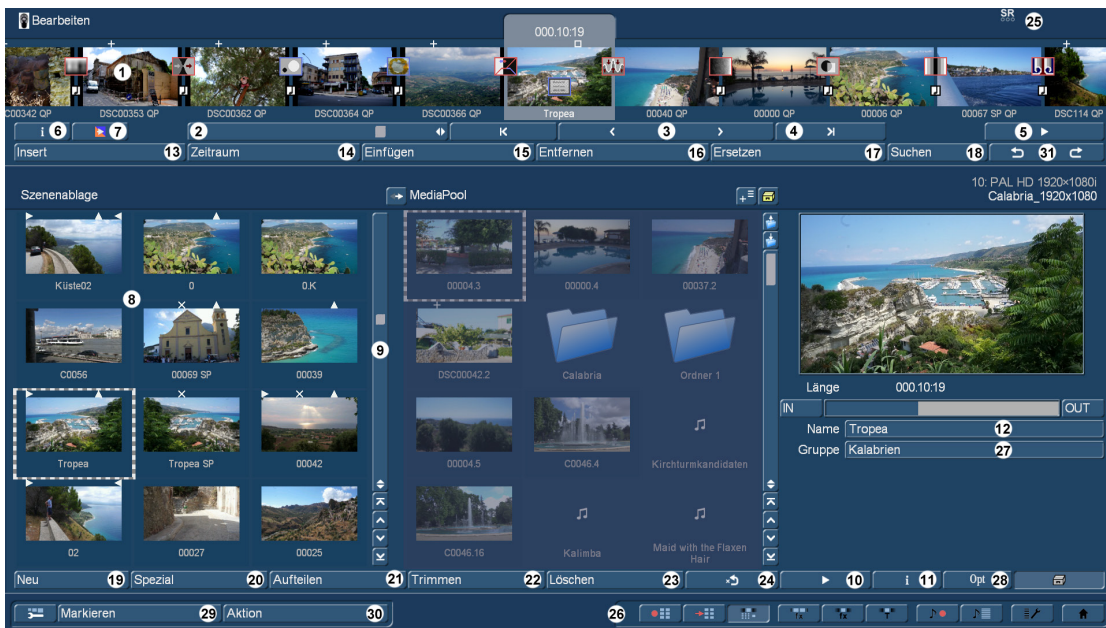 Bearbeiten
SR
25
000.10:19
1
C00342 QP
DSC00353 QP
DSC00362 QP
DSC00364 QP
DSC00366 QP
Tropea
00040 QP
00000 QP
00006 QP
00067 SP QP
DSC114 QP
i 6
7
2
3
4
5
Insert 13
Zeitraum 14
Einfügen 15
Entfernen 16
Ersetzen 17
Suchen 18
31
Szenenablage
MediaPool
10: PAL HD 1920×1080i
Calabria_1920x1080
Küste02
0
0.K
00004.3
00000.4
00037.2
8
9
C0056
00069 SP
00039
DSC00042.2
Calabria
Ordner 1
Länge 000.10:19
IN
OUT
Name Tropea 12
Gruppe Kalabrien 27
Tropea
Tropea SP
00042
00004.5
C0046.4
Kirchturmkandidaten
02
00027
00025
C0046.16
Kalimba
Maid with the Flaxen
Hair
Neu 19
Spezial 20
Aufteilen 21
Trimmen 22
Löschen 23
24
10
i 11
Opt 28
Markieren 29
Aktion 30
26